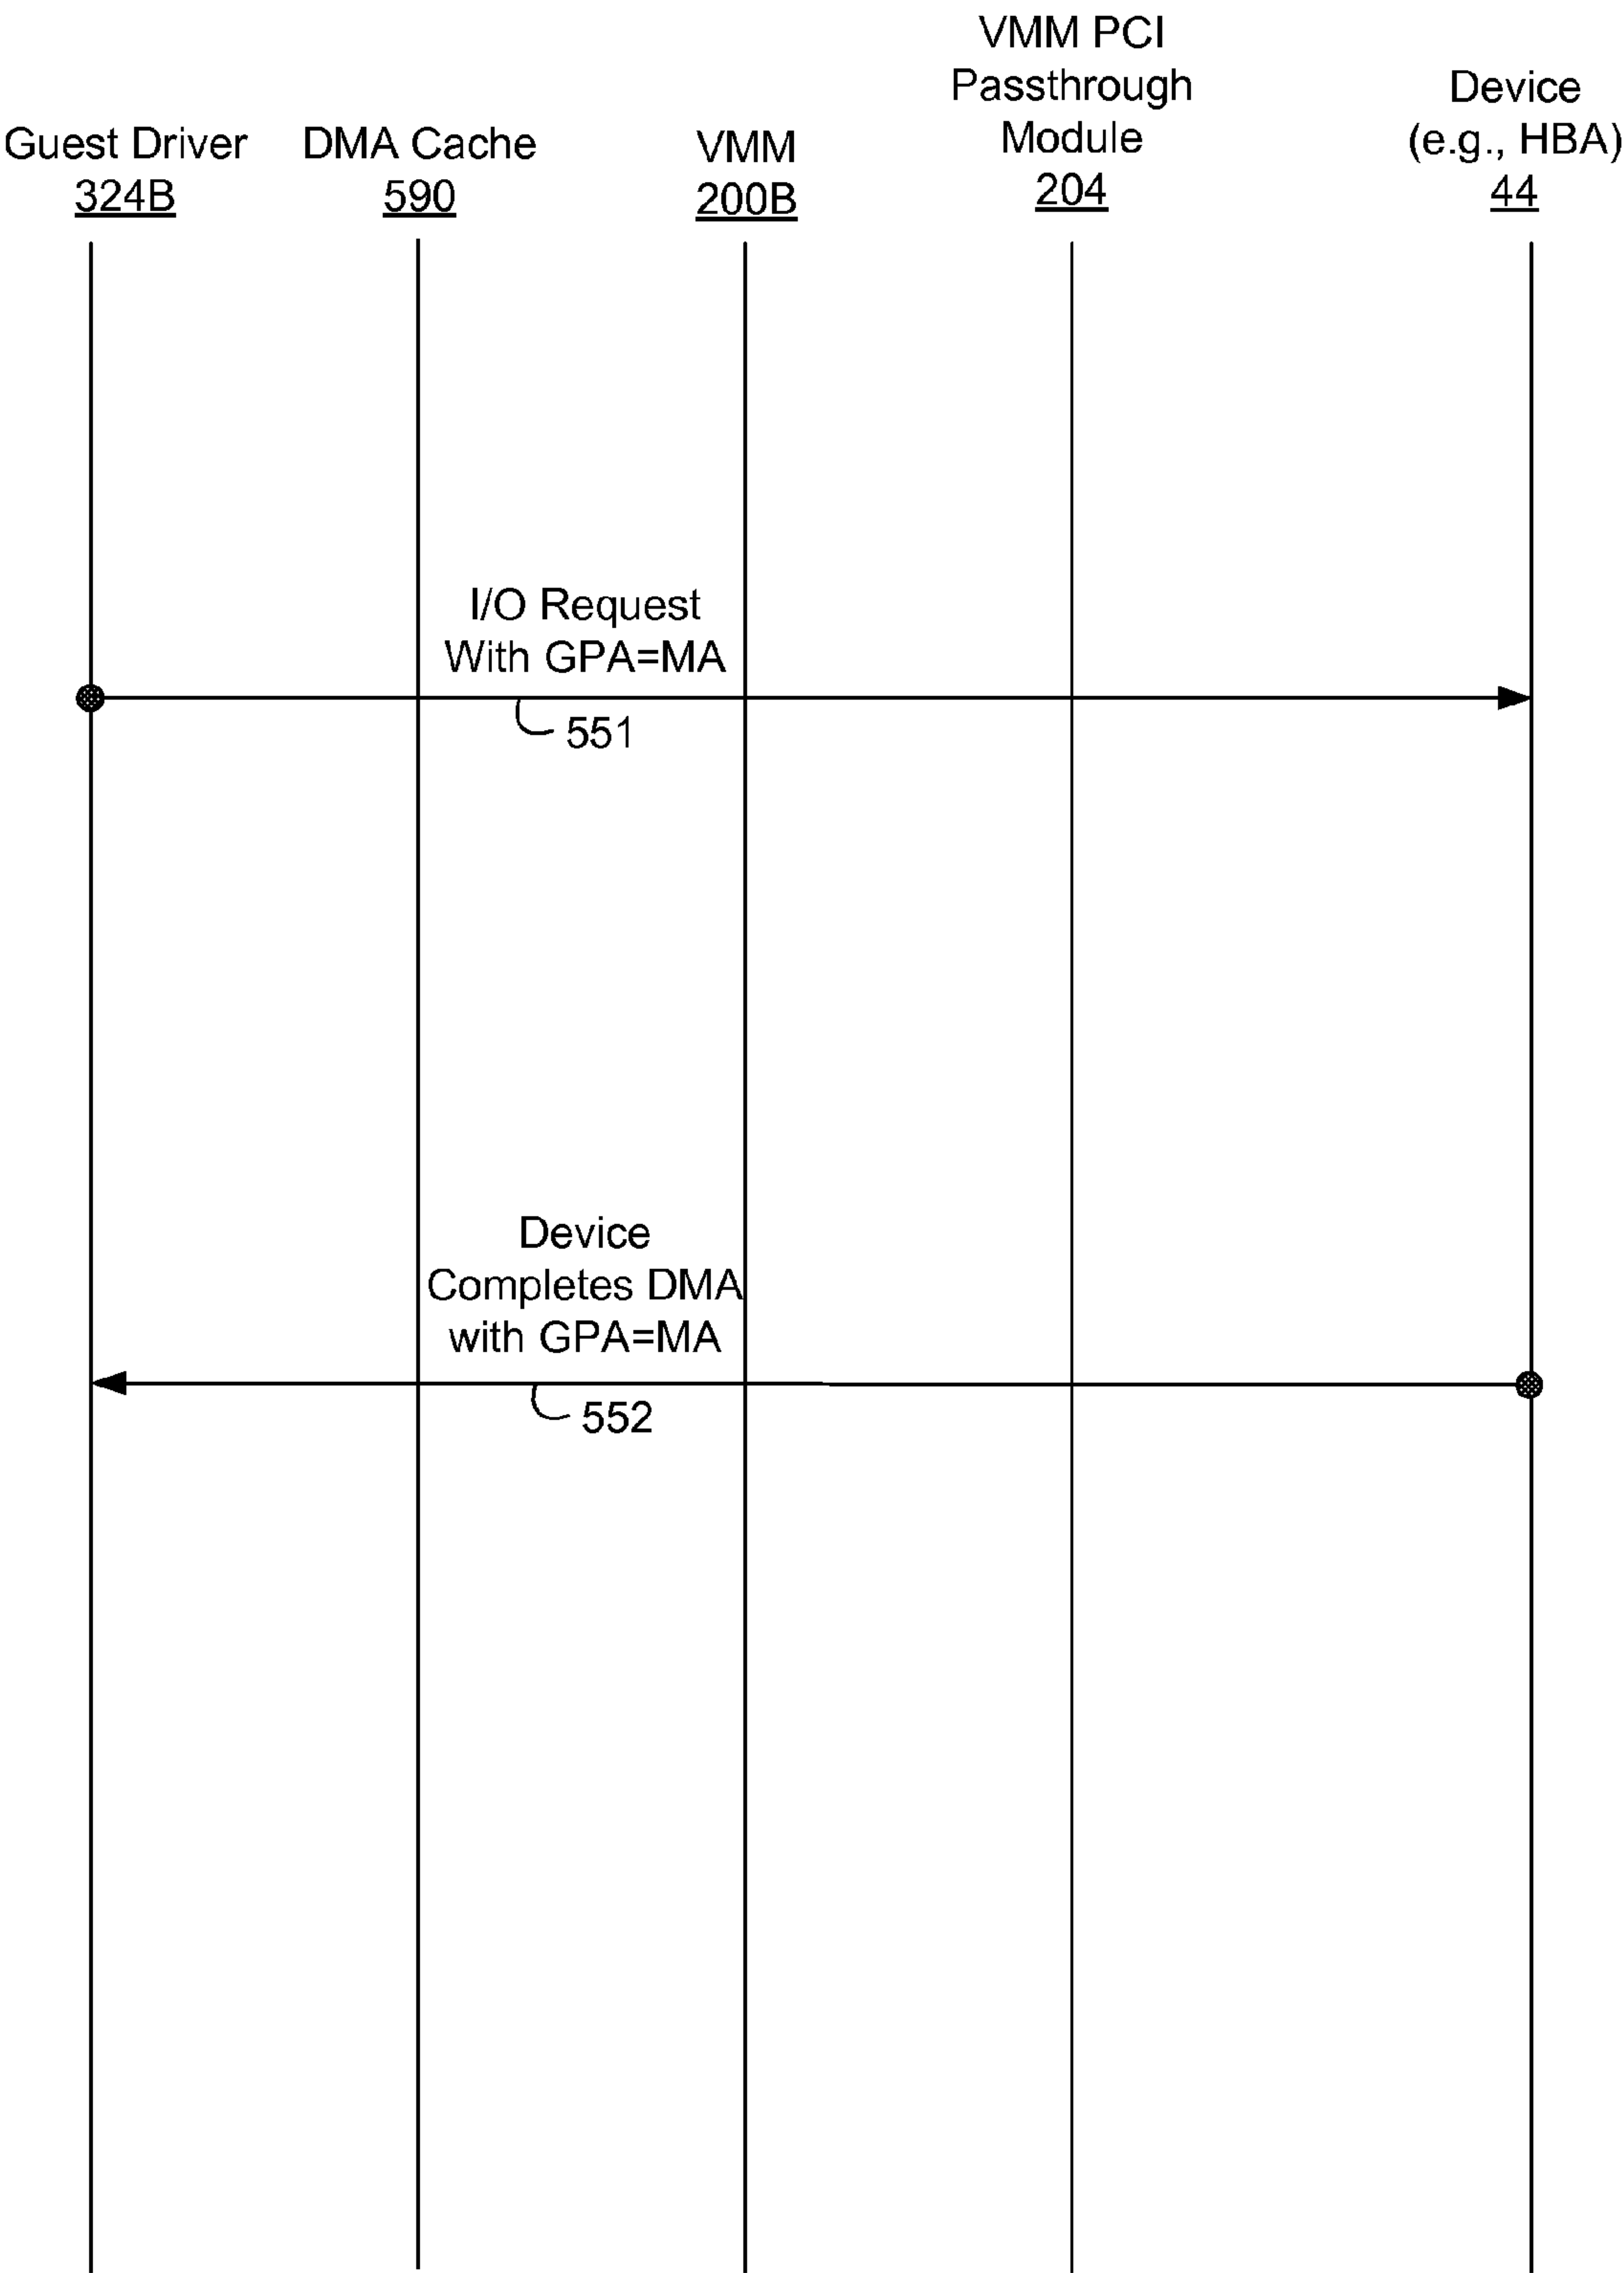 Guest Driver
324B
DMA Cache
590
VMM
200B
VMM PCI
Passthrough
Module
204
Device
(e.g., HBA)
44
I/O Request
With GPA=MA
551
Device
Completes DMA
with GPA=MA
552